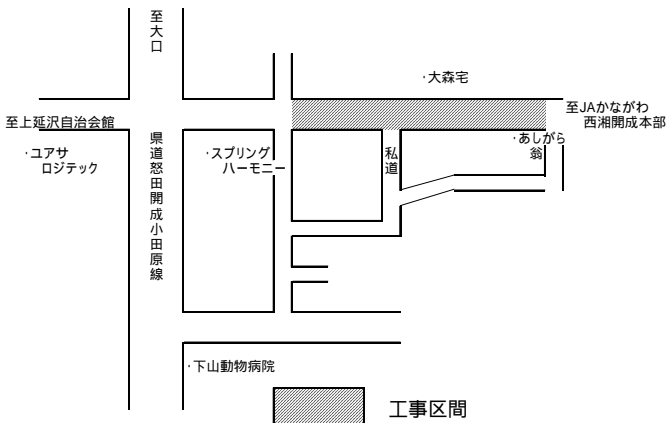 至大口
・大森宅
至JAかながわ
西湘開成本部
至上延沢自治会館
・ユアサ
ロジテック
県道怒田開成小田原線
・スプリング
ハーモニー
私道
・あしがら
翁
・下山動物病院
工事区間